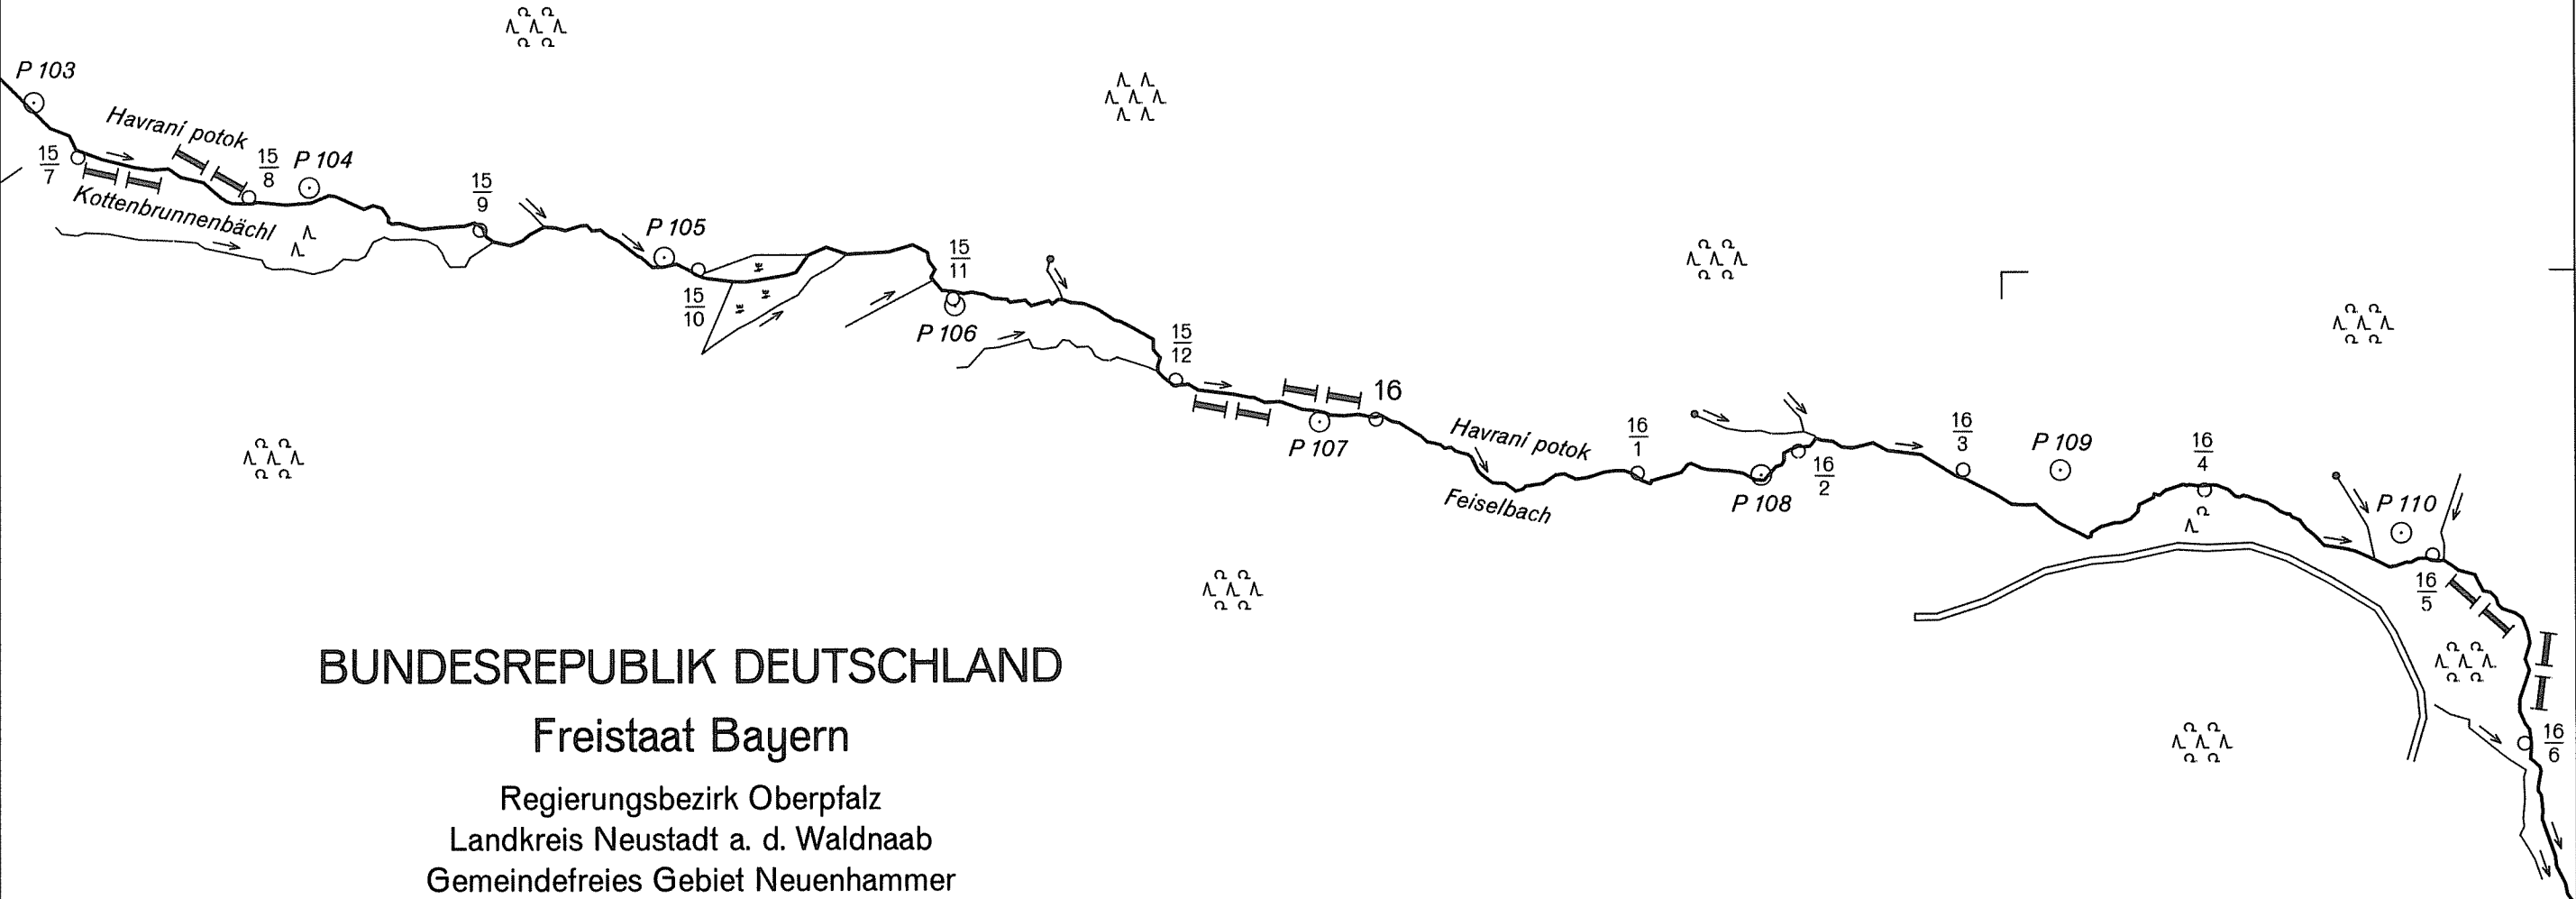 P 103
Havraní potok
15
7
15
8
P 104
Kottenbrunnenbächl
15
9
P 105
15
10
15
11
P 106
15
12
16
P 107
Havraní potok
Feiselbach
16
1
P 108
16
2
16
3
P 109
16
4
P 110
16
5
16
6
BUNDESREPUBLIK DEUTSCHLAND
Freistaat Bayern
Regierungsbezirk Oberpfalz
Landkreis Neustadt a. d. Waldnaab
Gemeindefreies Gebiet Neuenhammer